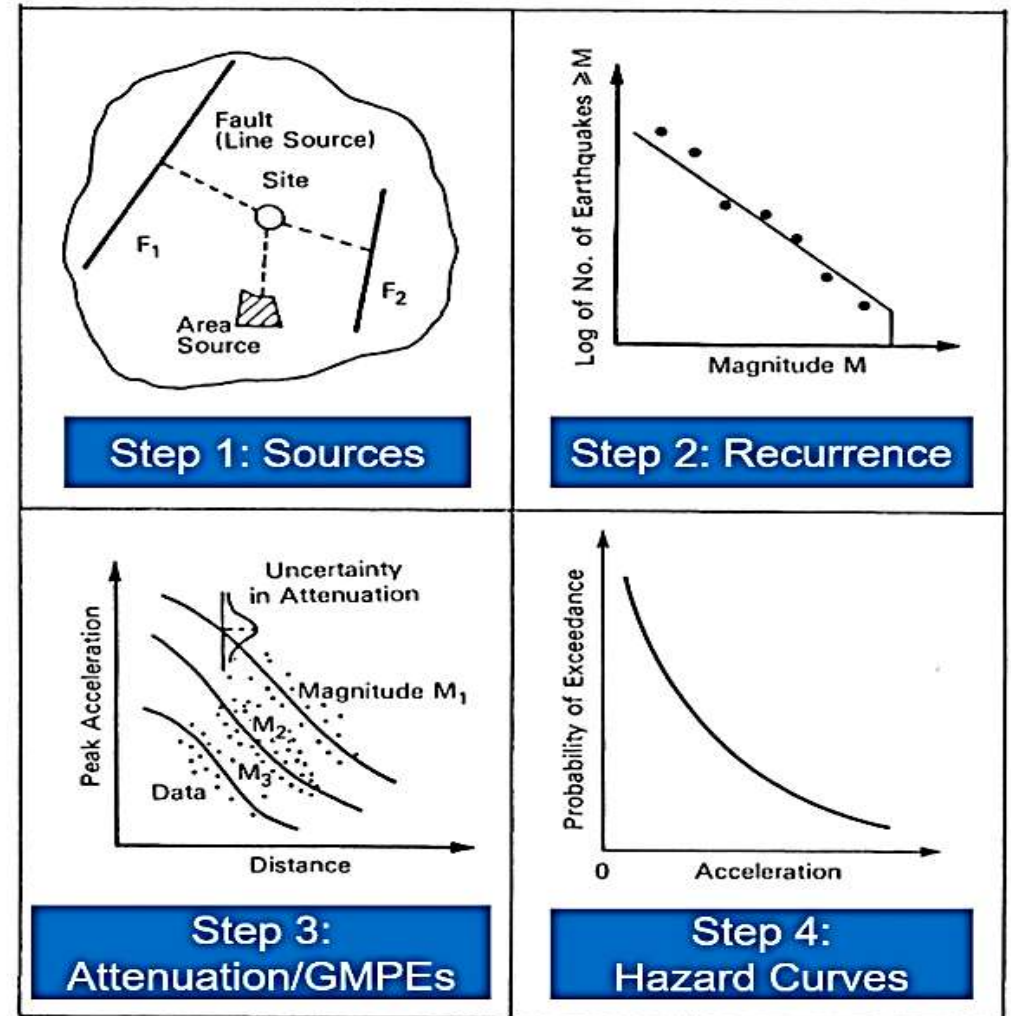 Fault
(Line Source)
Site
F1
F2
Area
Source
Step 1: Sources
Log of No. of Earthquakes ⩾M
Magnitude M
Step 2: Recurrence
Uncertainty
in Attenuation
Peak Acceleration
Magnitude M1
M2
M3
Data
Distance
Step 3:
Attenuation/GMPEs
Probability of Exceedance
0
Acceleration
Step 4:
Hazard Curves